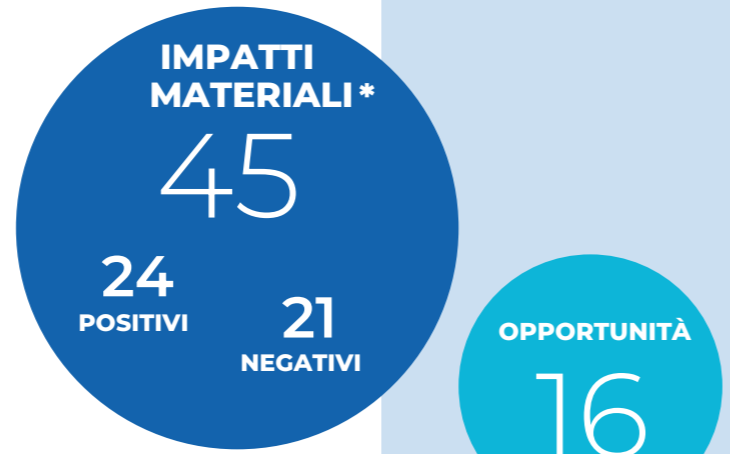 IMPATTI
MATERIALI*
45
24
POSITIVI
21
NEGATIVI
OPPORTUNITÀ
16